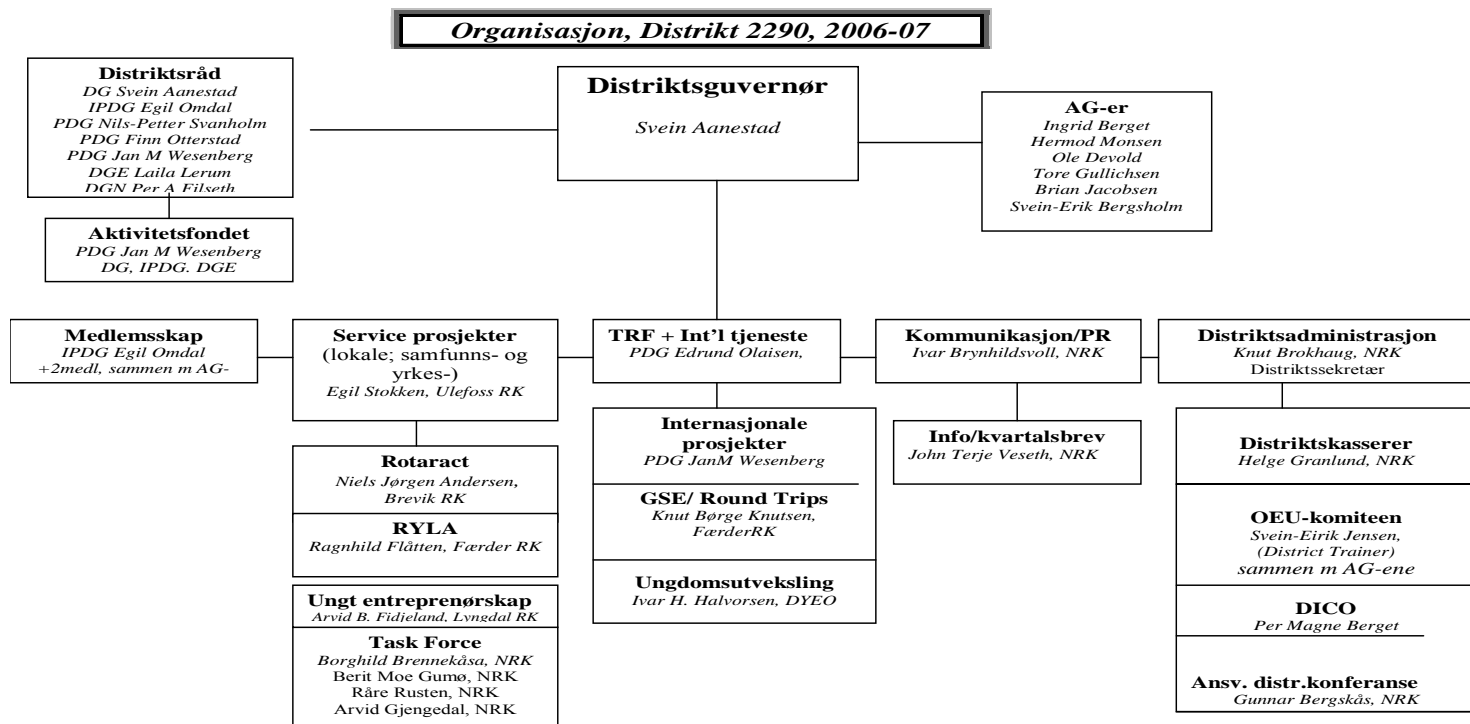 Organisasjon, Distrikt 2290, 2006-07
Distriktsråd
DG Svein Aanestad
IPDG Egil Omdal
PDG Nils-Petter Svanholm
PDG Finn Otterstad
PDG Jan M Wesenberg
DGE Laila Lerum
DGN Per A Filseth
Distriktsguvernør
Svein Aanestad
AG-er
Ingrid Berget
Hermod Monsen
Ole Devold
Tore Gullichsen
Brian Jacobsen
Svein-Erik Bergsholm
Aktivitetsfondet
PDG Jan M Wesenberg
DG, IPDG. DGE
Medlemsskap
IPDG Egil Omdal
+2medl, sammen m AG-
Service prosjekter
(lokale; samfunns- og
yrkes-)
Egil Stokken, Ulefoss RK
TRF + Int'l tjeneste
PDG Edrund Olaisen,
Kommunikasjon/PR
Ivar Brynhildsvoll, NRK
Distriktsadministrasjon
Knut Brokhaug, NRK
Distriktssekretær
Rotaract
Niels Jørgen Andersen,
Brevik RK
RYLA
Ragnhild Flåtten, Færder RK
Ungt entreprenørskap
Arvid B. Fidjeland, Lyngdal RK
Task Force
Borghild Brennekåsa, NRK
Berit Moe Gumø, NRK
Råre Rusten, NRK
Arvid Gjengedal, NRK
Internasjonale
prosjekter
PDG JanM Wesenberg
GSE/ Round Trips
Knut Børge Knutsen,
FærderRK
Ungdomsutveksling
Ivar H. Halvorsen, DYEO
Info/kvartalsbrev
John Terje Veseth, NRK
Distriktskasserer
Helge Granlund, NRK
OEU-komiteen
Svein-Eirik Jensen,
(District Trainer)
sammen m AG-ene
DICO
Per Magne Berget
Ansv. distr.konferanse
Gunnar Bergskås, NRK